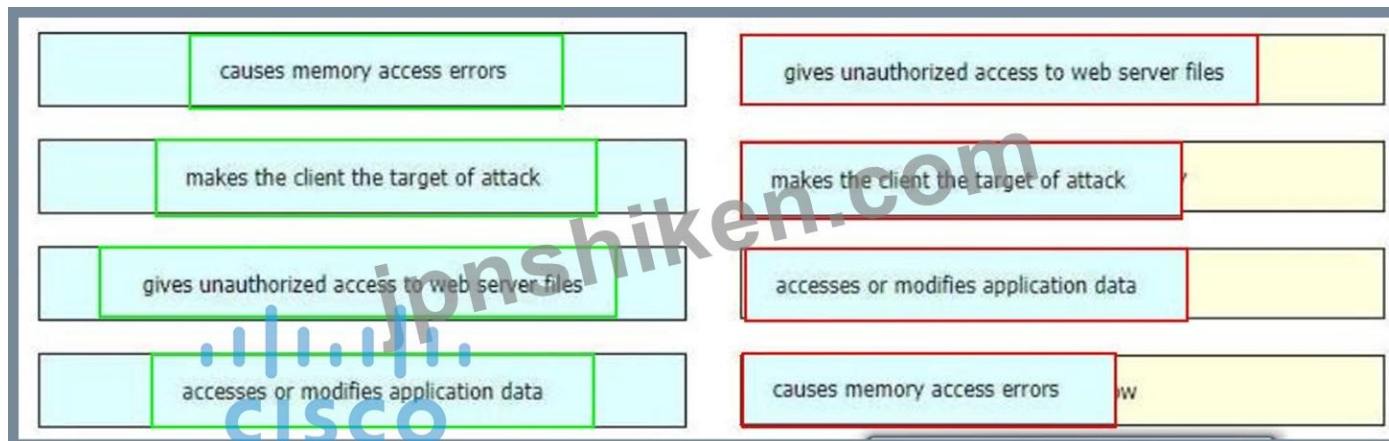 causes memory access errors
gives unauthorized access to web server files
makes the client the target of attack
makes the client the target of attack
gives unauthorized access to web server files
accesses or modifies application data
accesses or modifies application data
causes memory access errors
ow
jpnshiken.com
CISCO